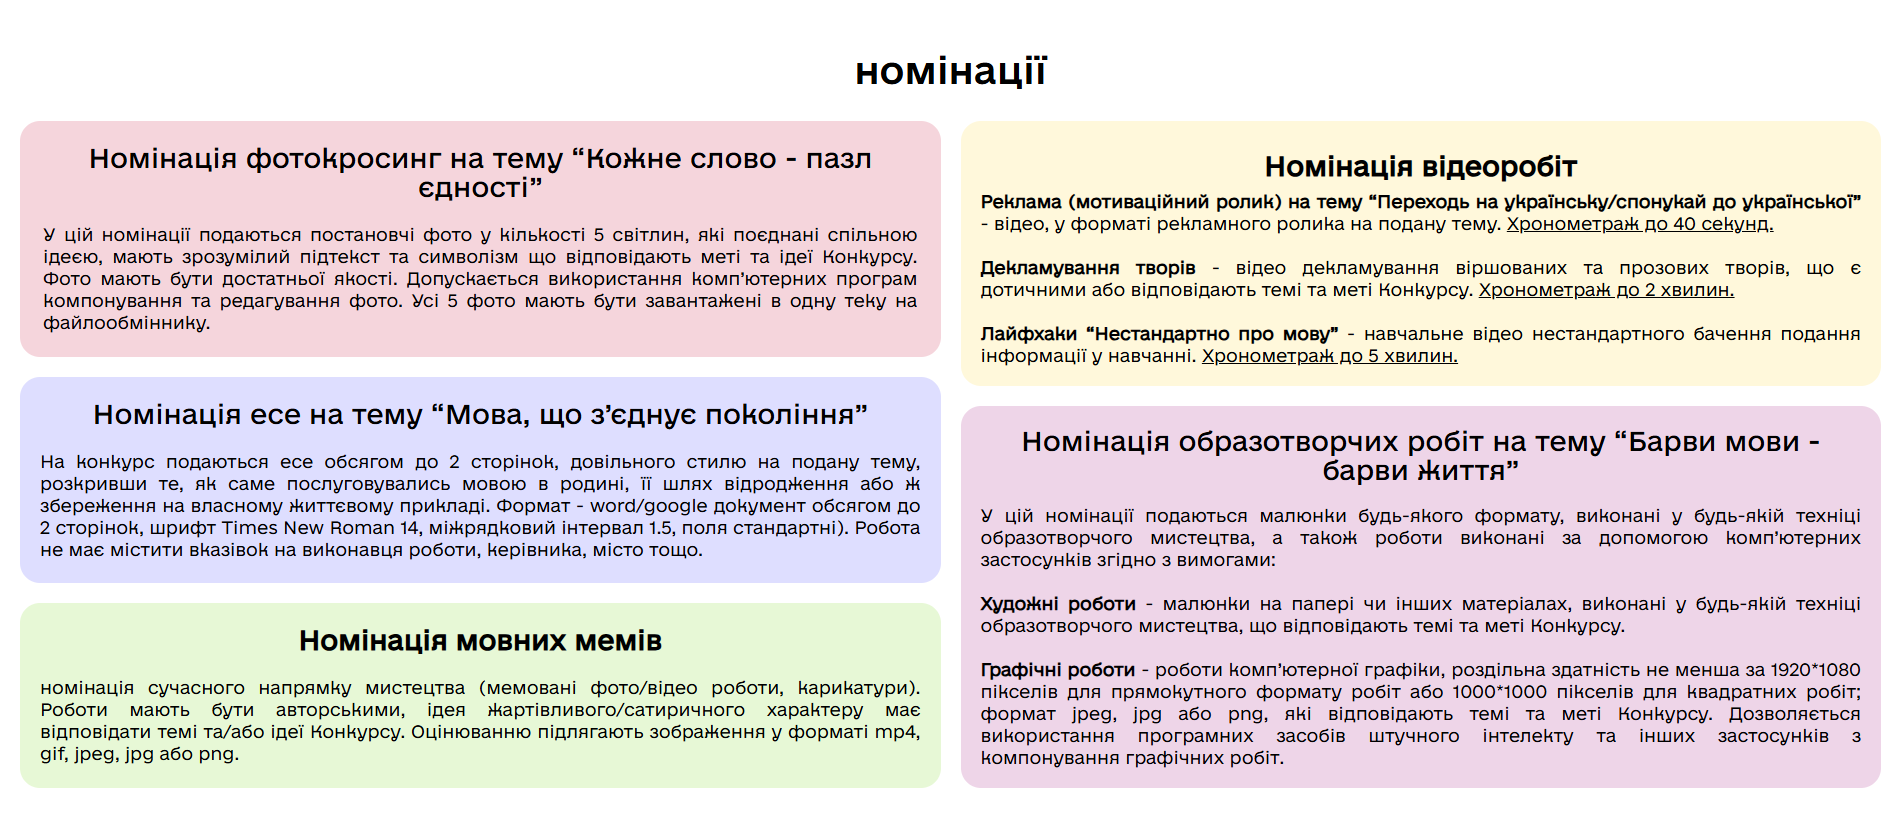 номінації
Номінація фотокросинг на тему “Кожне слово - пазл
єдності”
У цій номінації подаються постановчі фото у кількості 5 світлин, які поєднані спільною
ідеєю, мають зрозумілий підтекст та символізм що відповідають меті та ідеї Конкурсу.
Фото мають бути достатньої якості. Допускається використання комп’ютерних програм
компонування та редагування фото. Усі 5 фото мають бути завантажені в одну теку на
файлообміннику.
Номінація есе на тему “Мова, що з’єднує покоління”
На конкурс подаються есе обсягом до 2 сторінок, довільного стилю на подану тему,
розкривши те, як саме послуговувались мовою в родині, її шлях відродження або ж
збереження на власному життєвому прикладі. Формат - word/google документ обсягом до
2 сторінок, шрифт Times New Roman 14, міжрядковий інтервал 1.5, поля стандартні). Робота
не має містити вказівок на виконавця роботи, керівника, місто тощо.
Номінація мовних мемів
номінація сучасного напрямку мистецтва (мемовані фото/відео роботи, карикатури).
Роботи мають бути авторськими, ідея жартівливого/сатиричного характеру має
відповідати темі та/або ідеї Конкурсу. Оцінюванню підлягають зображення у форматі mp4,
gif, jpeg, jpg або png.
Номінація відеоробіт
Реклама (мотиваційний ролик) на тему “Переходь на українську/спонукай до української”
- відео, у форматі рекламного ролика на подану тему. Хронометраж до 40 секунд.
Декламування творів - відео декламування віршованих та прозових творів, що є
дотичними або відповідають темі та меті Конкурсу. Хронометраж до 2 хвилин.
Лайфхаки “Нестандартно про мову” - навчальне відео нестандартного бачення подання
інформації у навчанні. Хронометраж до 5 хвилин.
Номінація образотворчих робіт на тему “Барви мови -
барви життя”
У цій номінації подаються малюнки будь-якого формату, виконані у будь-якій техніці
образотворчого мистецтва, а також роботи виконані за допомогою комп’ютерних
застосунків згідно з вимогами:
Художні роботи - малюнки на папері чи інших матеріалах, виконані у будь-якій техніці
образотворчого мистецтва, що відповідають темі та меті Конкурсу.
Графічні роботи - роботи комп’ютерної графіки, роздільна здатність не менша за 1920*1080
пікселів для прямокутного формату робіт або 1000*1000 пікселів для квадратних робіт;
формат jpeg, jpg або png, які відповідають темі та меті Конкурсу. Дозволяється
використання програмних засобів штучного інтелекту та інших застосунків з
компонування графічних робіт.